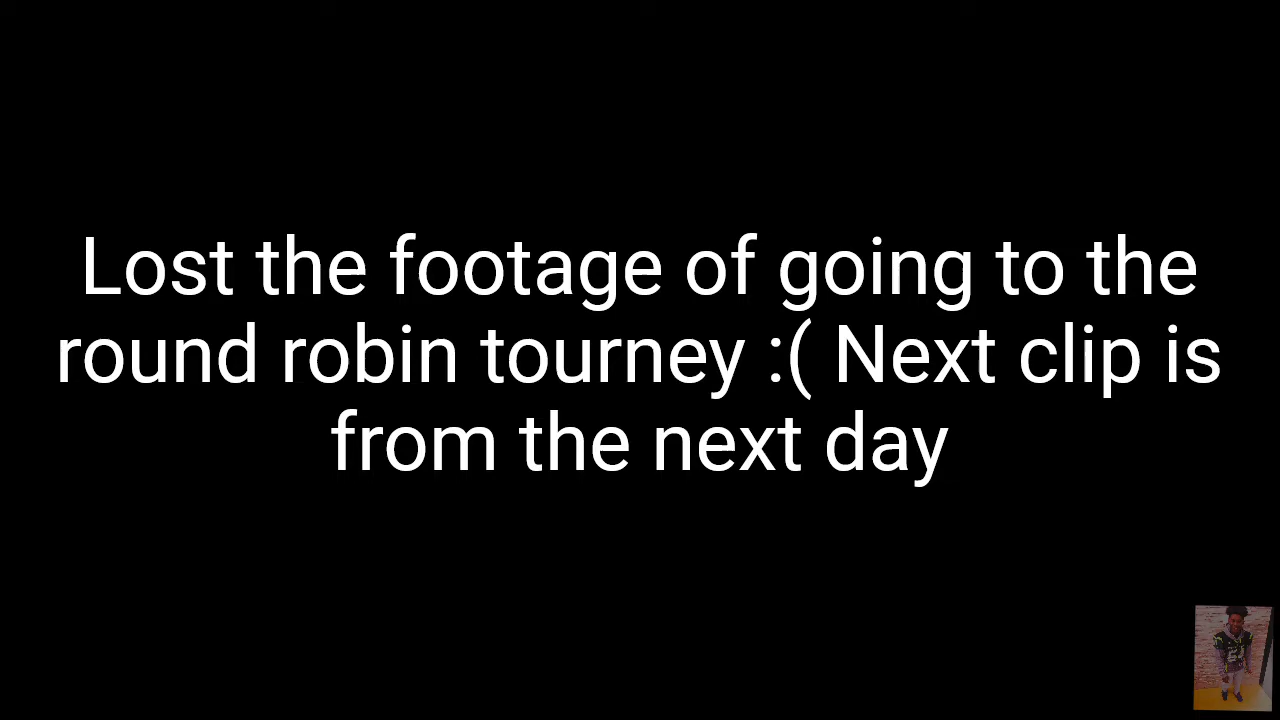 Lost the footage of going to the
round robin tourney :( Next clip is
from the next day